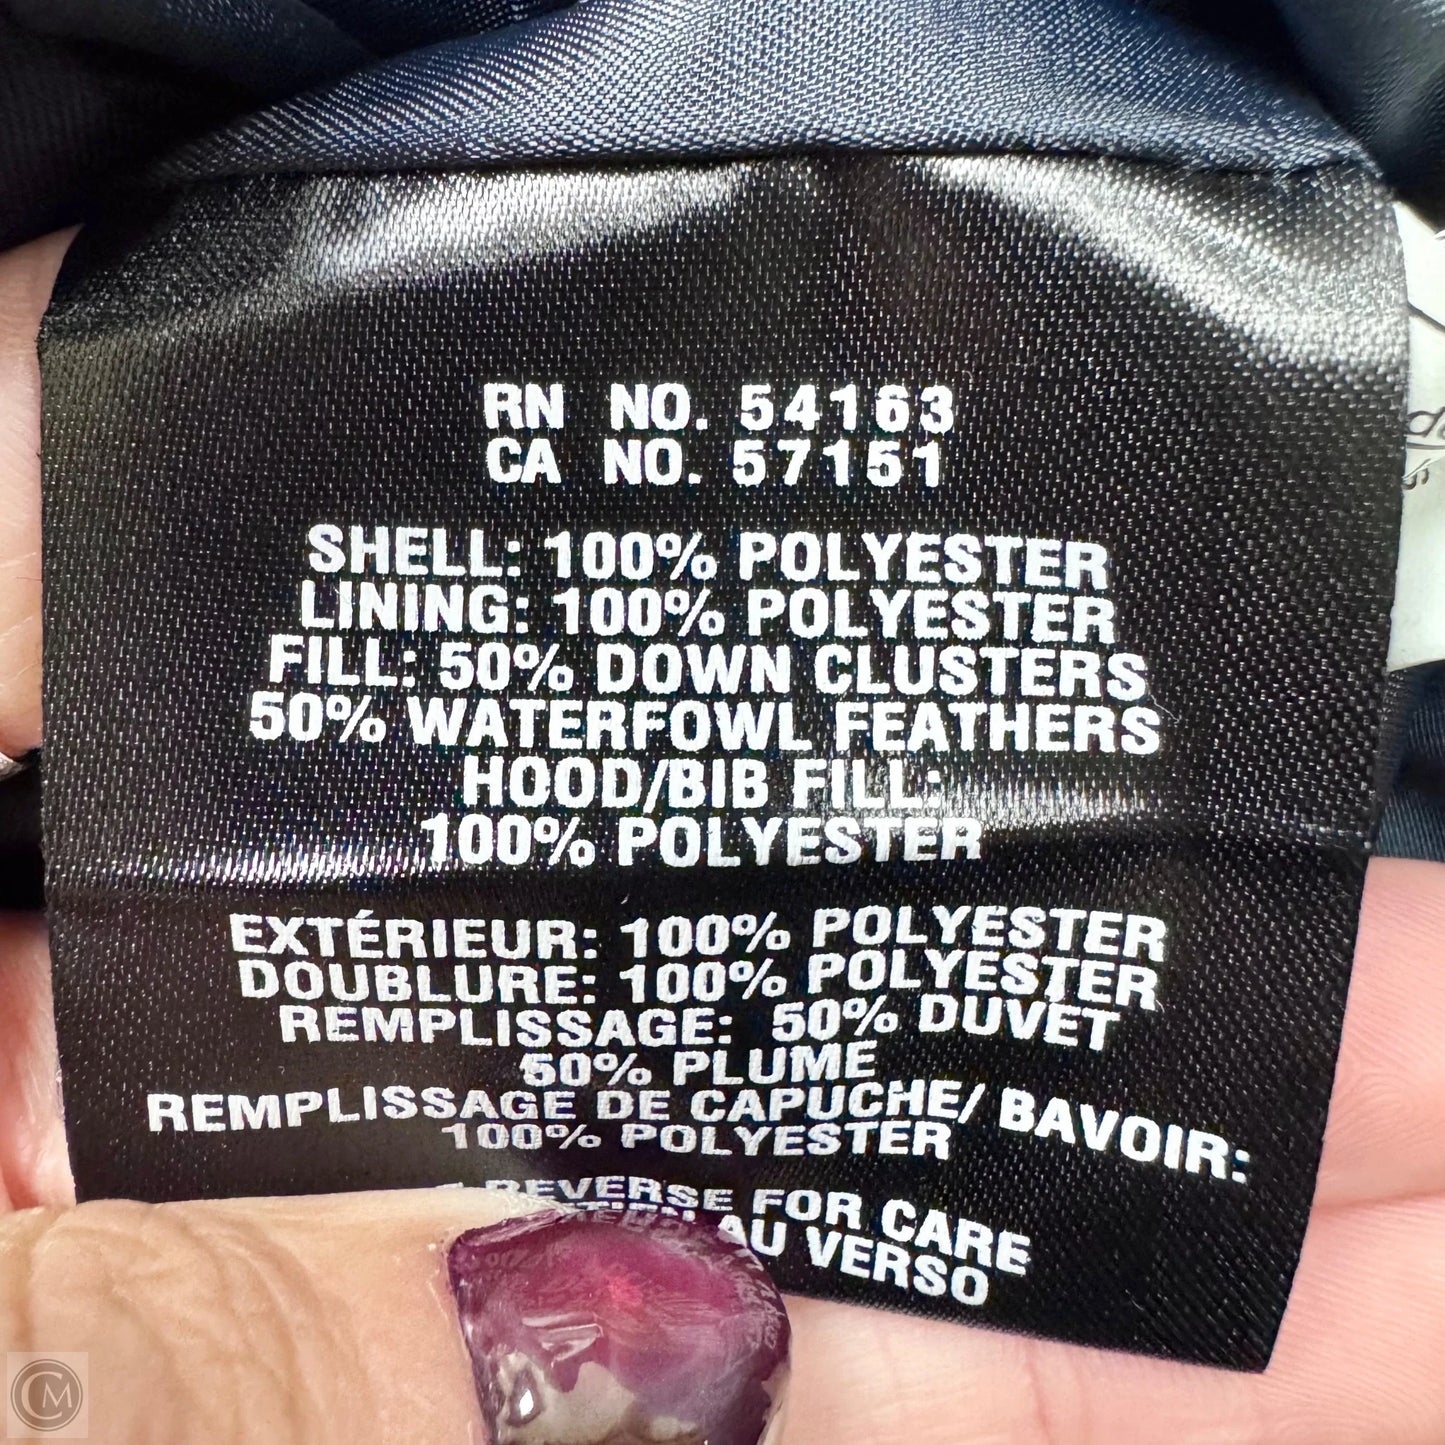 RN NO. 54163
CA NO. 57151
SHELL: 100% POLYESTER
LINING: 100% POLYESTER
FILL: 50% DOWN CLUSTERS
50% WATERFOWL FEATHERS
HOOD/BIB FILL:
100% POLYESTER
EXTÉRIEUR: 100% POLYESTER
DOUBLURE: 100% POLYESTER
REMPLISSAGE: 50% DUVET
50% PLUME
REMPLISSAGE DE CAPUCHE/ BAVOIR:
100% POLYESTER
REVERSE FOR CARE
AU VERSO
CM